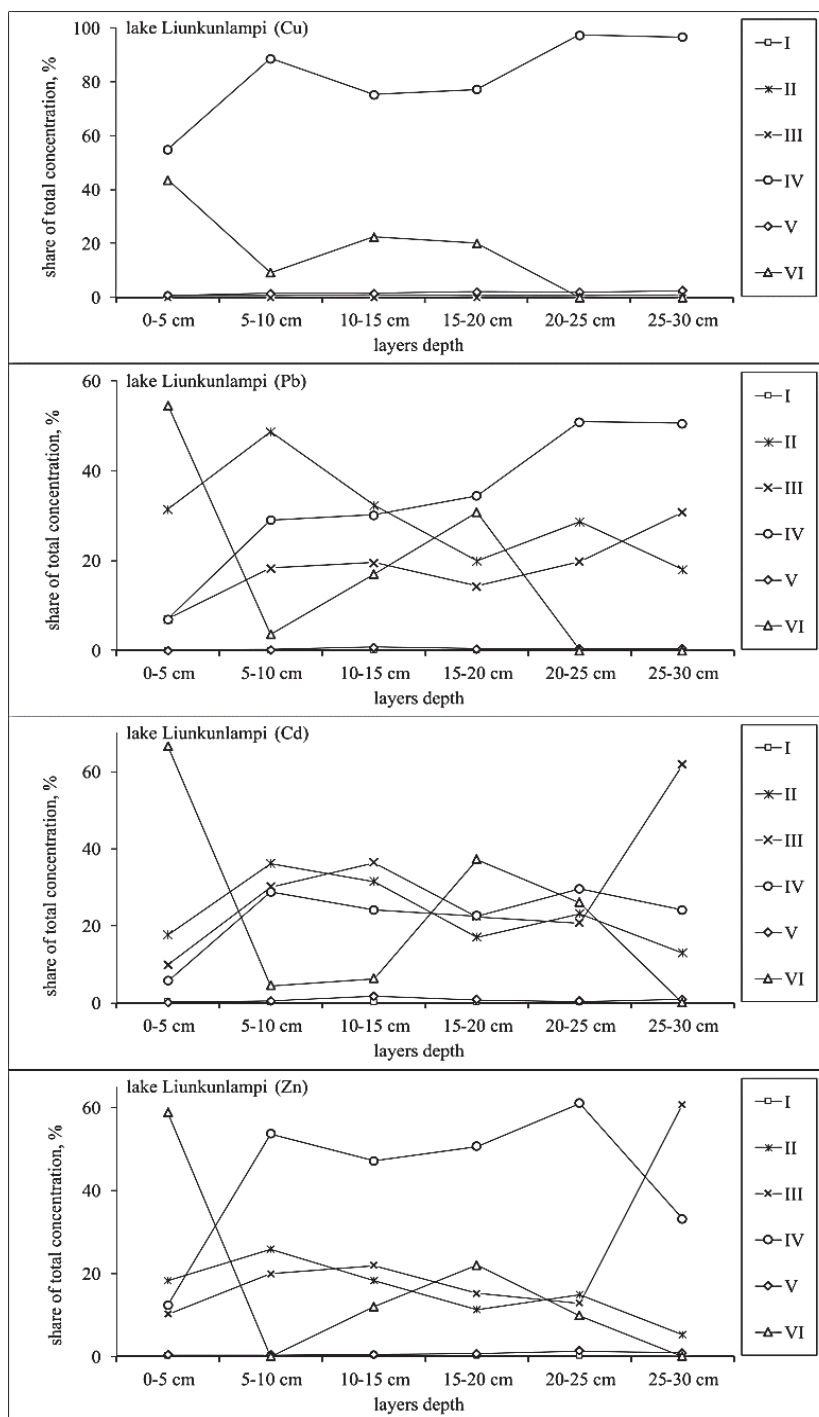 lake Liunkunlampi (Cu)
share of total concentration, %
100
80
60
40
20
0
0-5 cm 5-10 cm 10-15 cm 15-20 cm 20-25 cm 25-30 cm
layers depth
I
II
III
IV
V
VI
lake Liunkunlampi (Pb)
share of total concentration, %
60
40
20
0
0-5 cm 5-10 cm 10-15 cm 15-20 cm 20-25 cm 25-30 cm
layers depth
I
II
III
IV
V
VI
lake Liunkunlampi (Cd)
share of total concentration, %
60
40
20
0
0-5 cm 5-10 cm 10-15 cm 15-20 cm 20-25 cm 25-30 cm
layers depth
I
II
III
IV
V
VI
lake Liunkunlampi (Zn)
share of total concentration, %
60
40
20
0
0-5 cm 5-10 cm 10-15 cm 15-20 cm 20-25 cm 25-30 cm
layers depth
I
II
III
IV
V
VI